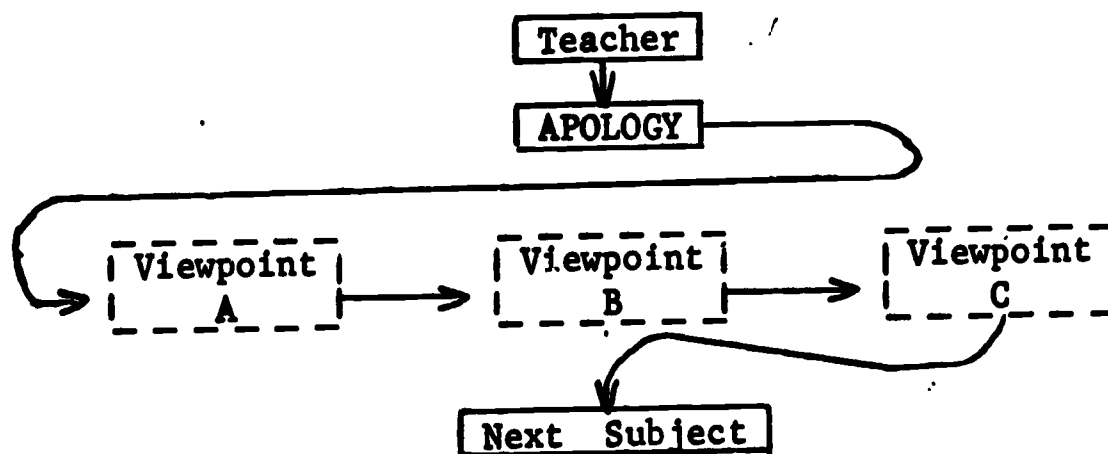 Teacher
APOLOGY
Viewpoint
A
Viewpoint
B
Viewpoint
C
Next Subject